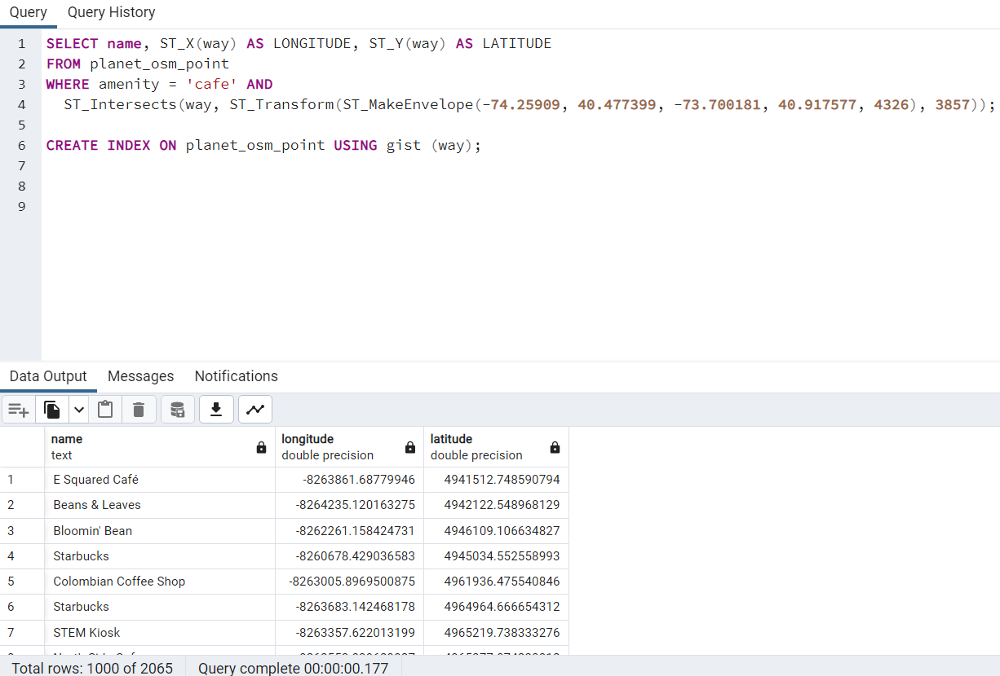 Query Query History
1 SELECT name, ST_X(way) AS LONGITUDE, ST_Y(way) AS LATITUDE
2 FROM planet_osm_point
3 WHERE amenity = 'cafe' AND
4 ST_Intersects(way, ST_Transform(ST_MakeEnvelope(-74.25909, 40.477399, -73.700181, 40.917577, 4326), 3857));
5
6 CREATE INDEX ON planet_osm_point USING gist (way);
7
8
9
Data Output Messages Notifications
name longitude latitude
text double precision double precision
1 E Squared Café -8263861.68779946 4941512.748590794
2 Beans & Leaves -8264235.120163275 4942122.548968129
3 Bloomin' Bean -8262261.158424731 4946109.106634827
4 Starbucks -8260678.429036583 4945034.552558993
5 Colombian Coffee Shop -8263005.8969500875 4961936.475540846
6 Starbucks -8263683.142468178 4964964.666654312
7 STEM Kiosk -8263357.622013199 4965219.738333276
Total rows: 1000 of 2065 Query complete 00:00:00.177